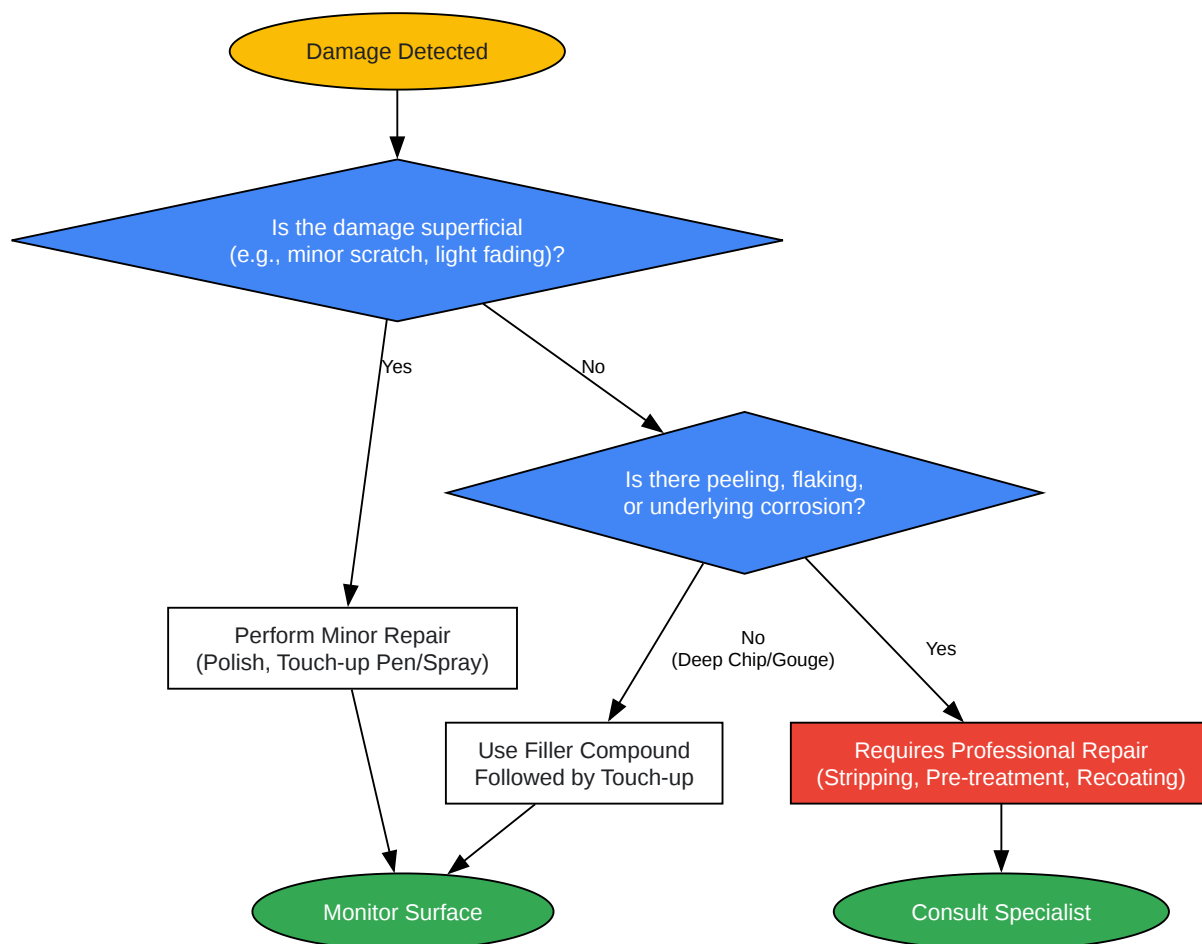 Damage Detected
Is the damage superficial
(e.g., minor scratch, light fading)?
Yes
No
Is there peeling, flaking,
or underlying corrosion?
Perform Minor Repair
(Polish, Touch-up Pen/Spray)
No
(Deep Chip/Gouge)
Yes
Use Filler Compound
Followed by Touch-up
Requires Professional Repair
(Stripping, Pre-treatment, Recoating)
Monitor Surface
Consult Specialist